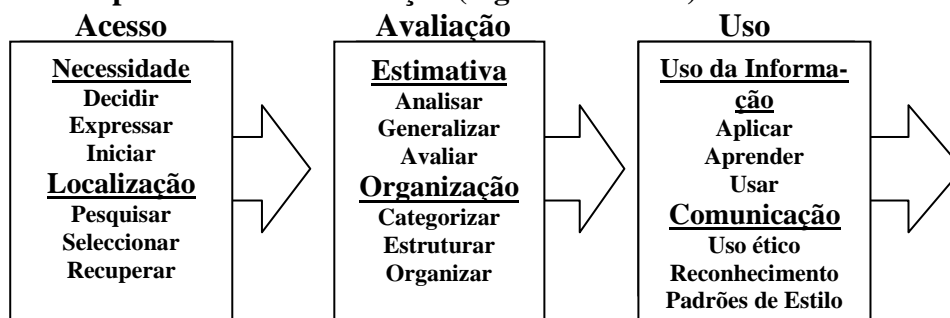 Acesso
Necessidade
Decidir
Expressar
Iniciar
Localização
Pesquisar
Seleccionar
Recuperar
Avaliação
Estimativa
Analisar
Generalizar
Avaliar
Organização
Categorizar
Estruturar
Organizar
Uso
Uso da Informa-
ção
Aplicar
Aprender
Usar
Comunicação
Uso ético
Reconhecimento
Padrões de Estilo